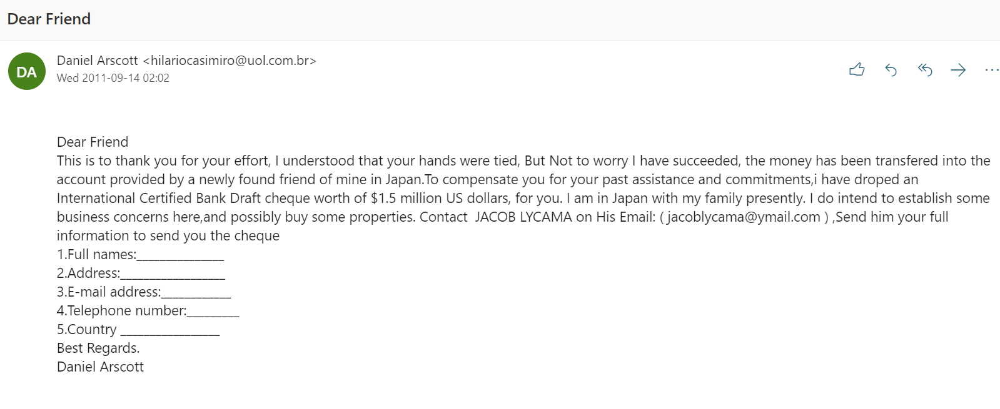 Dear Friend
DA
Daniel Arscott <hilariocasimiro@uol.com.br>
Wed 2011-09-14 02:02
Dear Friend
This is to thank you for your effort, I understood that your hands were tied, But Not to worry I have succeeded, the money has been transfered into the
account provided by a newly found friend of mine in Japan.To compensate you for your past assistance and commitments,i have droped an
International Certified Bank Draft cheque worth of $1.5 million US dollars, for you. I am in Japan with my family presently. I do intend to establish some
business concerns here,and possibly buy some properties. Contact  JACOB LYCAMA on His Email: ( jacoblycama@ymail.com ) ,Send him your full
information to send you the cheque
1.Full names:_______________
2.Address:__________________
3.E-mail address:____________
4.Telephone number:_________
5.Country _________________
Best Regards.
Daniel Arscott